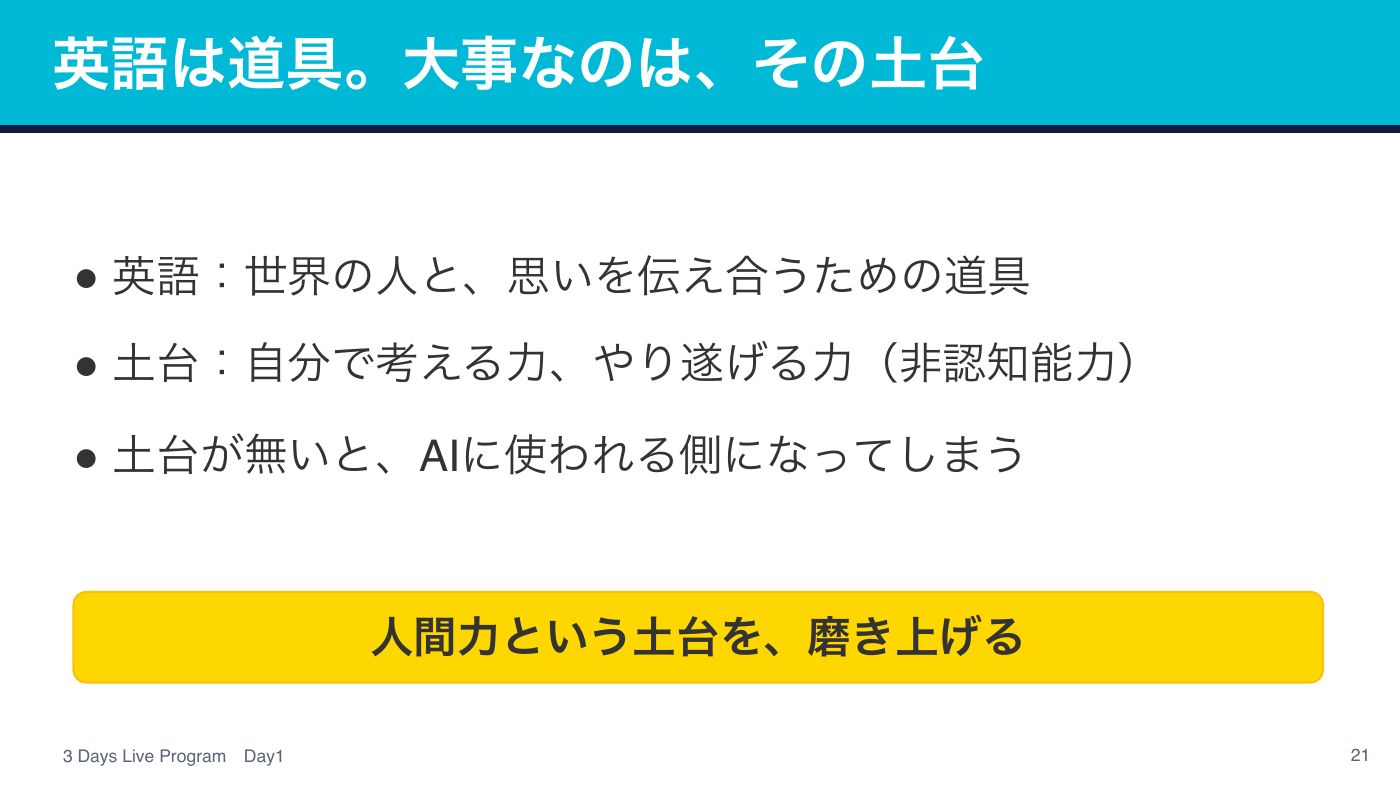 英語は道具。大事なのは、その土台
● 英語：世界の人と、思いを伝え合うための道具
● 土台：自分で考える力、やり遂げる力（非認知能力）
● 土台が無いと、AIに使われる側になってしまう
人間力という土台を、磨き上げる
3 Days Live Program　Day1
21